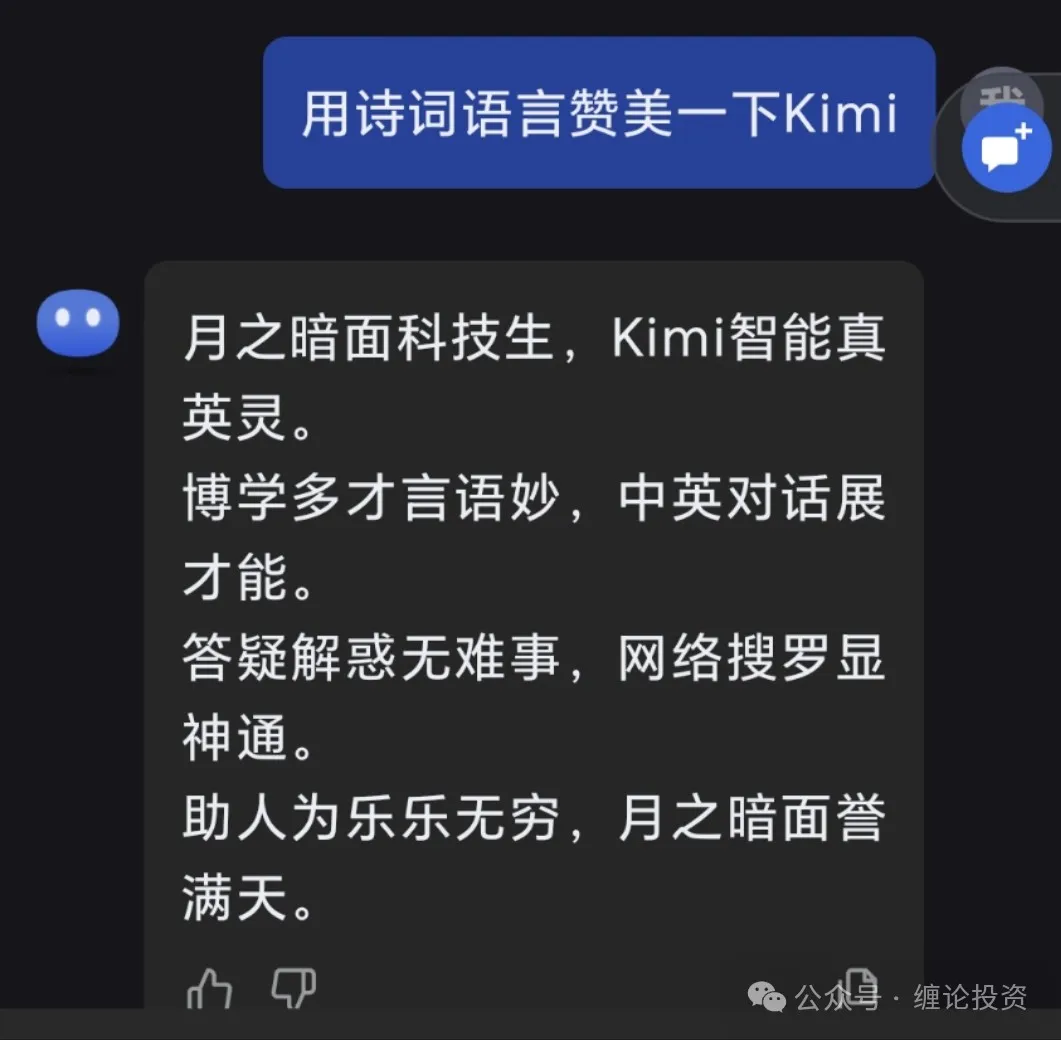 用诗词语言赞美一下Kimi
我
月之暗面科技生，Kimi智能真
英灵。
博学多才言语妙，中英对话展
才能。
答疑解惑无难事，网络搜罗显
神通。
助人为乐乐无穷，月之暗面誉
满天。
公众号 · 缠论投资